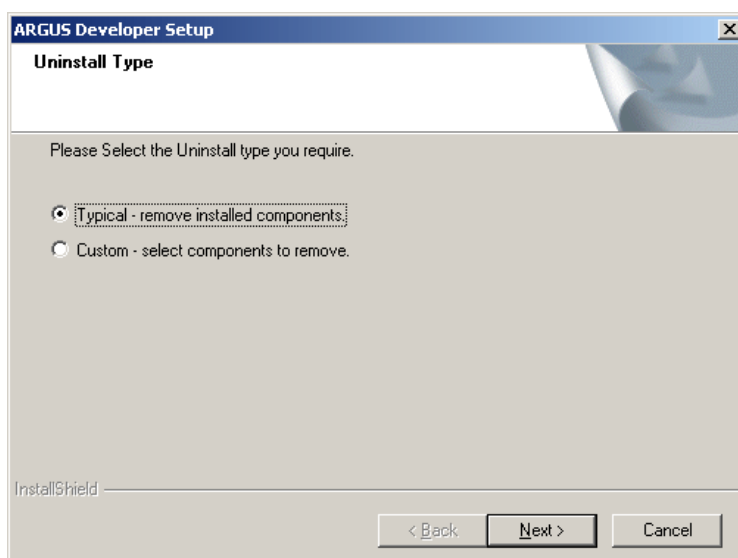 ARGUS Developer Setup
Uninstall Type
Please Select the Uninstall type you require.
Typical - remove installed components.
Custom - select components to remove.
InstallShield
< Back
Next >
Cancel